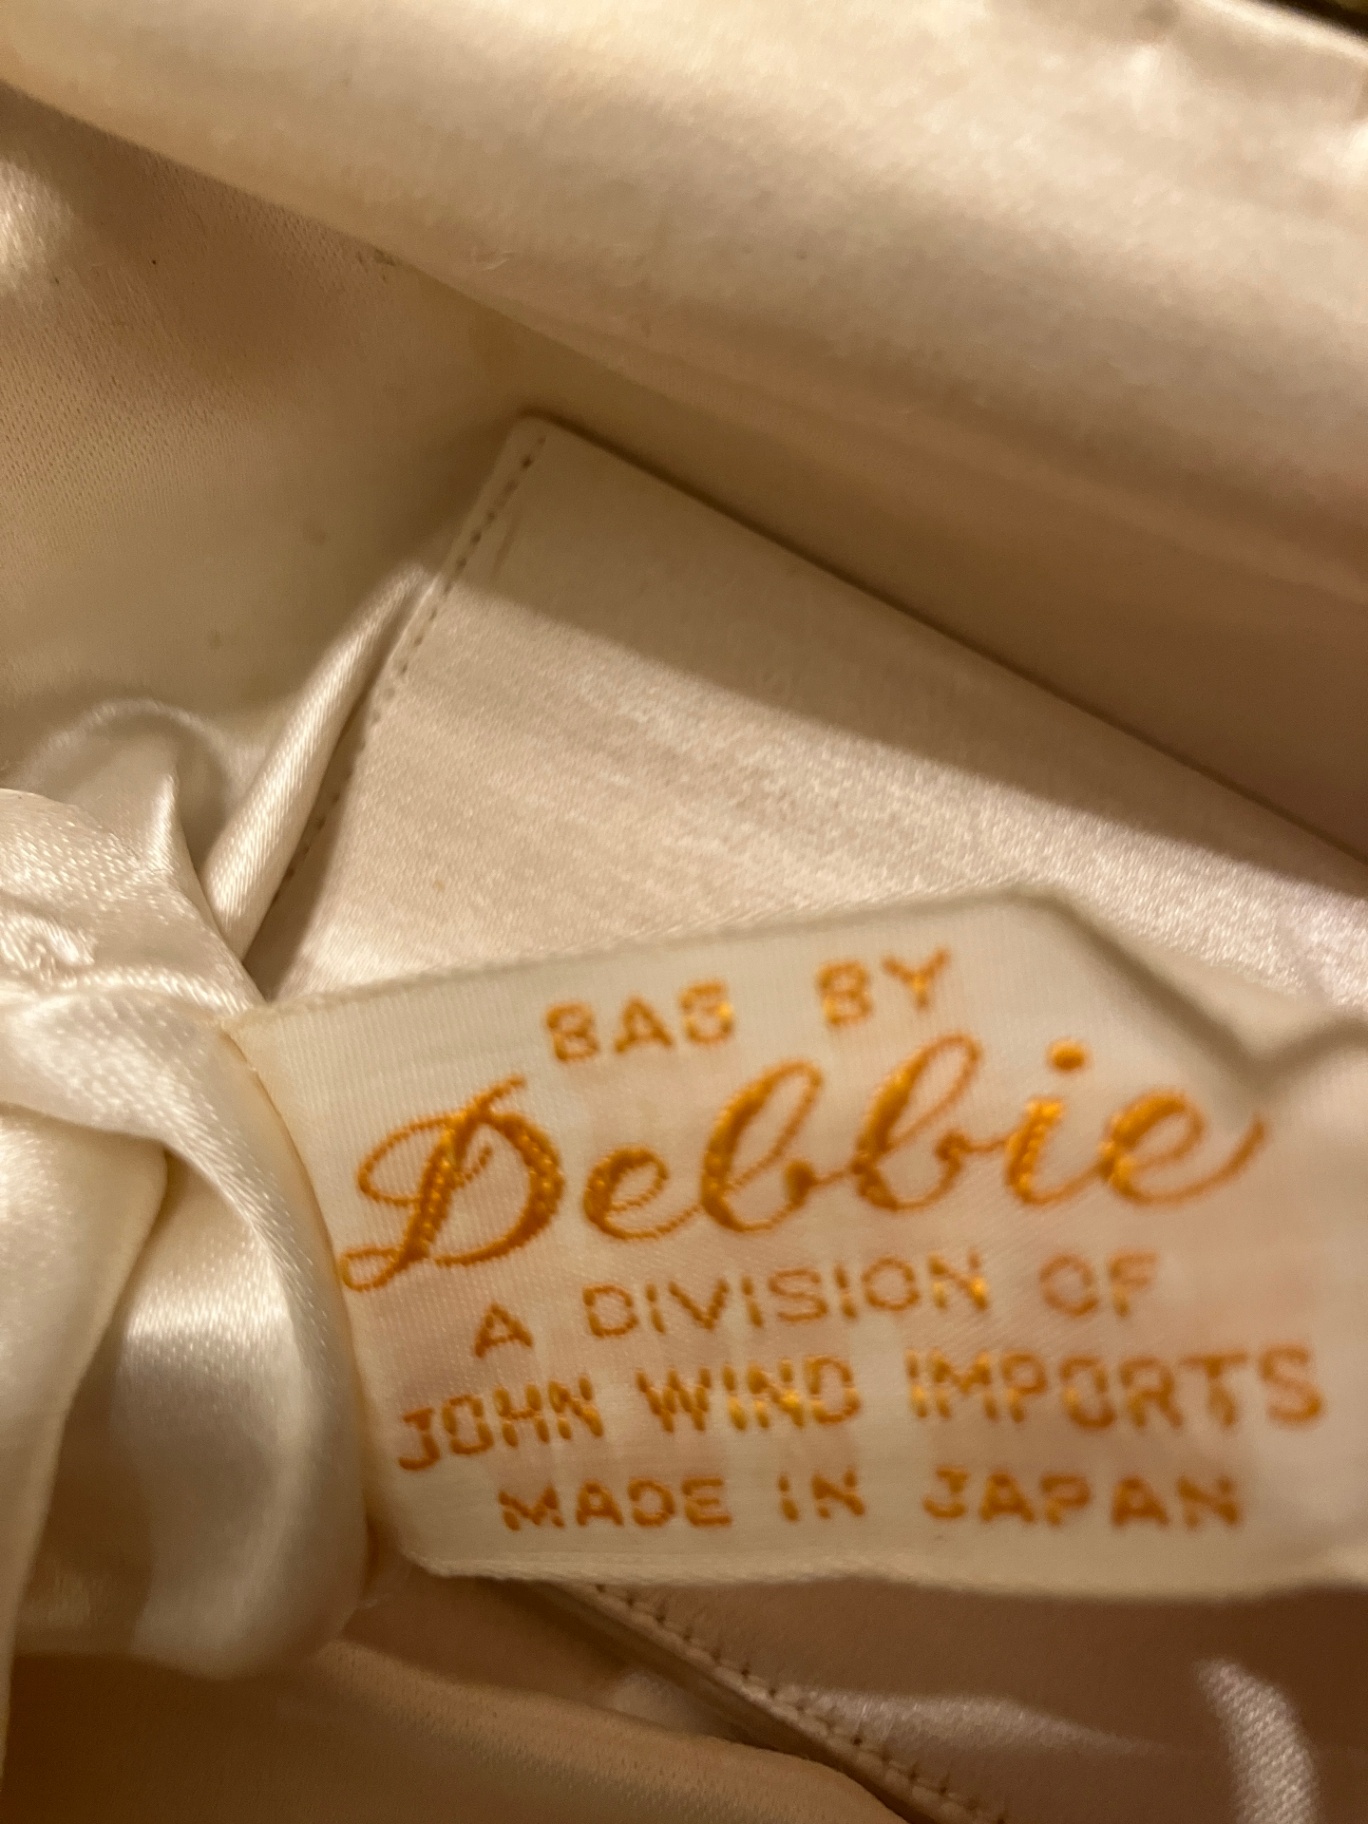 BAG BY
Debbie
A DIVISION OF
JOHN WIND IMPORTS
MADE IN JAPAN